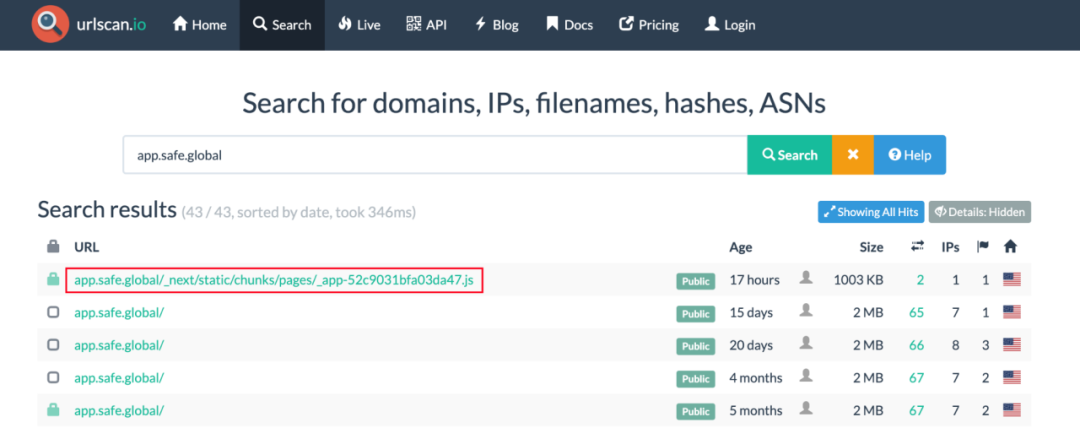 urlscan.io Home Search Live API Blog Docs Pricing Login
Search for domains, IPs, filenames, hashes, ASNs
app.safe.global Search Help
Search results (43 / 43, sorted by date, took 346ms) Showing All Hits Details: Hidden
URL Age Size IPs
app.safe.global/_next/static/chunks/pages/_app-52c9031bfa03da47.js Public 17 hours 1003 KB 2 1 1
app.safe.global/ Public 15 days 2 MB 65 7 1
app.safe.global/ Public 20 days 2 MB 66 8 3
app.safe.global/ Public 4 months 2 MB 67 7 2
app.safe.global/ Public 5 months 2 MB 67 7 2